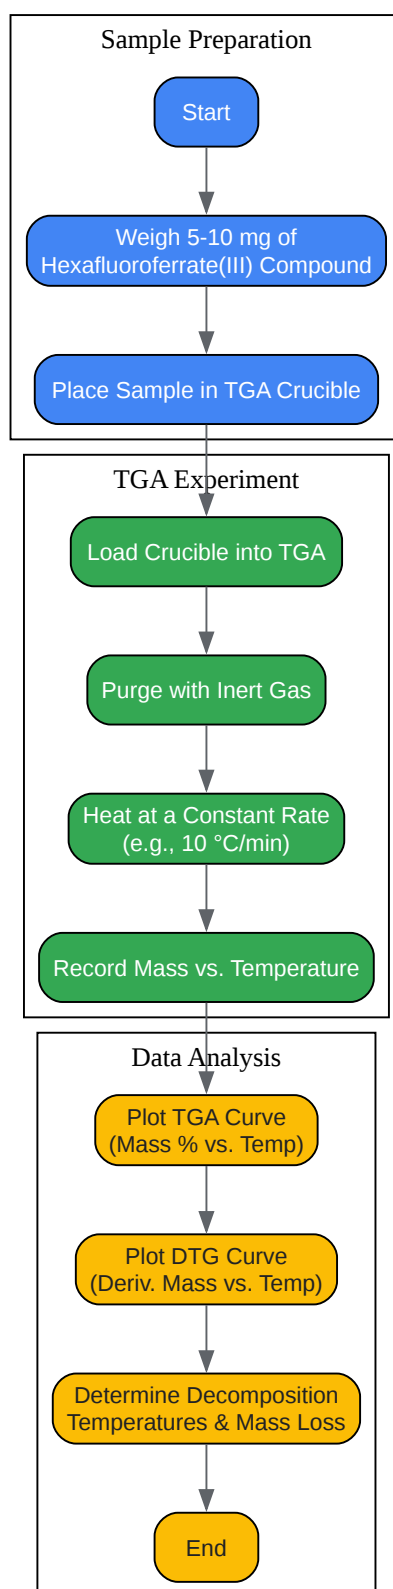 Sample Preparation
Start
Weigh 5-10 mg of
Hexafluoroferrate(III) Compound
Place Sample in TGA Crucible
TGA Experiment
Load Crucible into TGA
Purge with Inert Gas
Heat at a Constant Rate
(e.g., 10 °C/min)
Record Mass vs. Temperature
Data Analysis
Plot TGA Curve
(Mass % vs. Temp)
Plot DTG Curve
(Deriv. Mass vs. Temp)
Determine Decomposition
Temperatures & Mass Loss
End